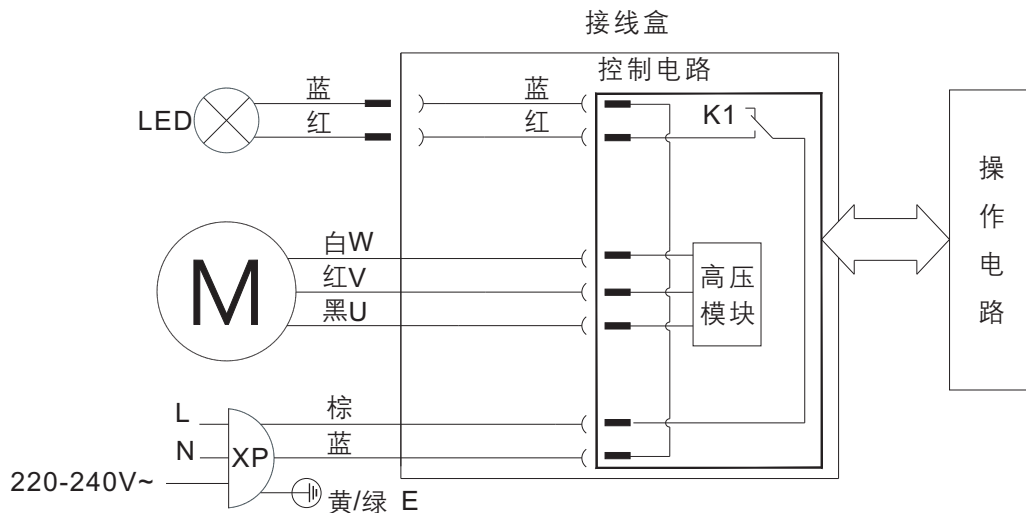 接线盒
控制电路
LED
蓝
红
蓝
红
K1
M
白W
红V
黑U
高压
模块
操
作
电
路
L
N
220-240V~
XP
棕
蓝
黄/绿 E